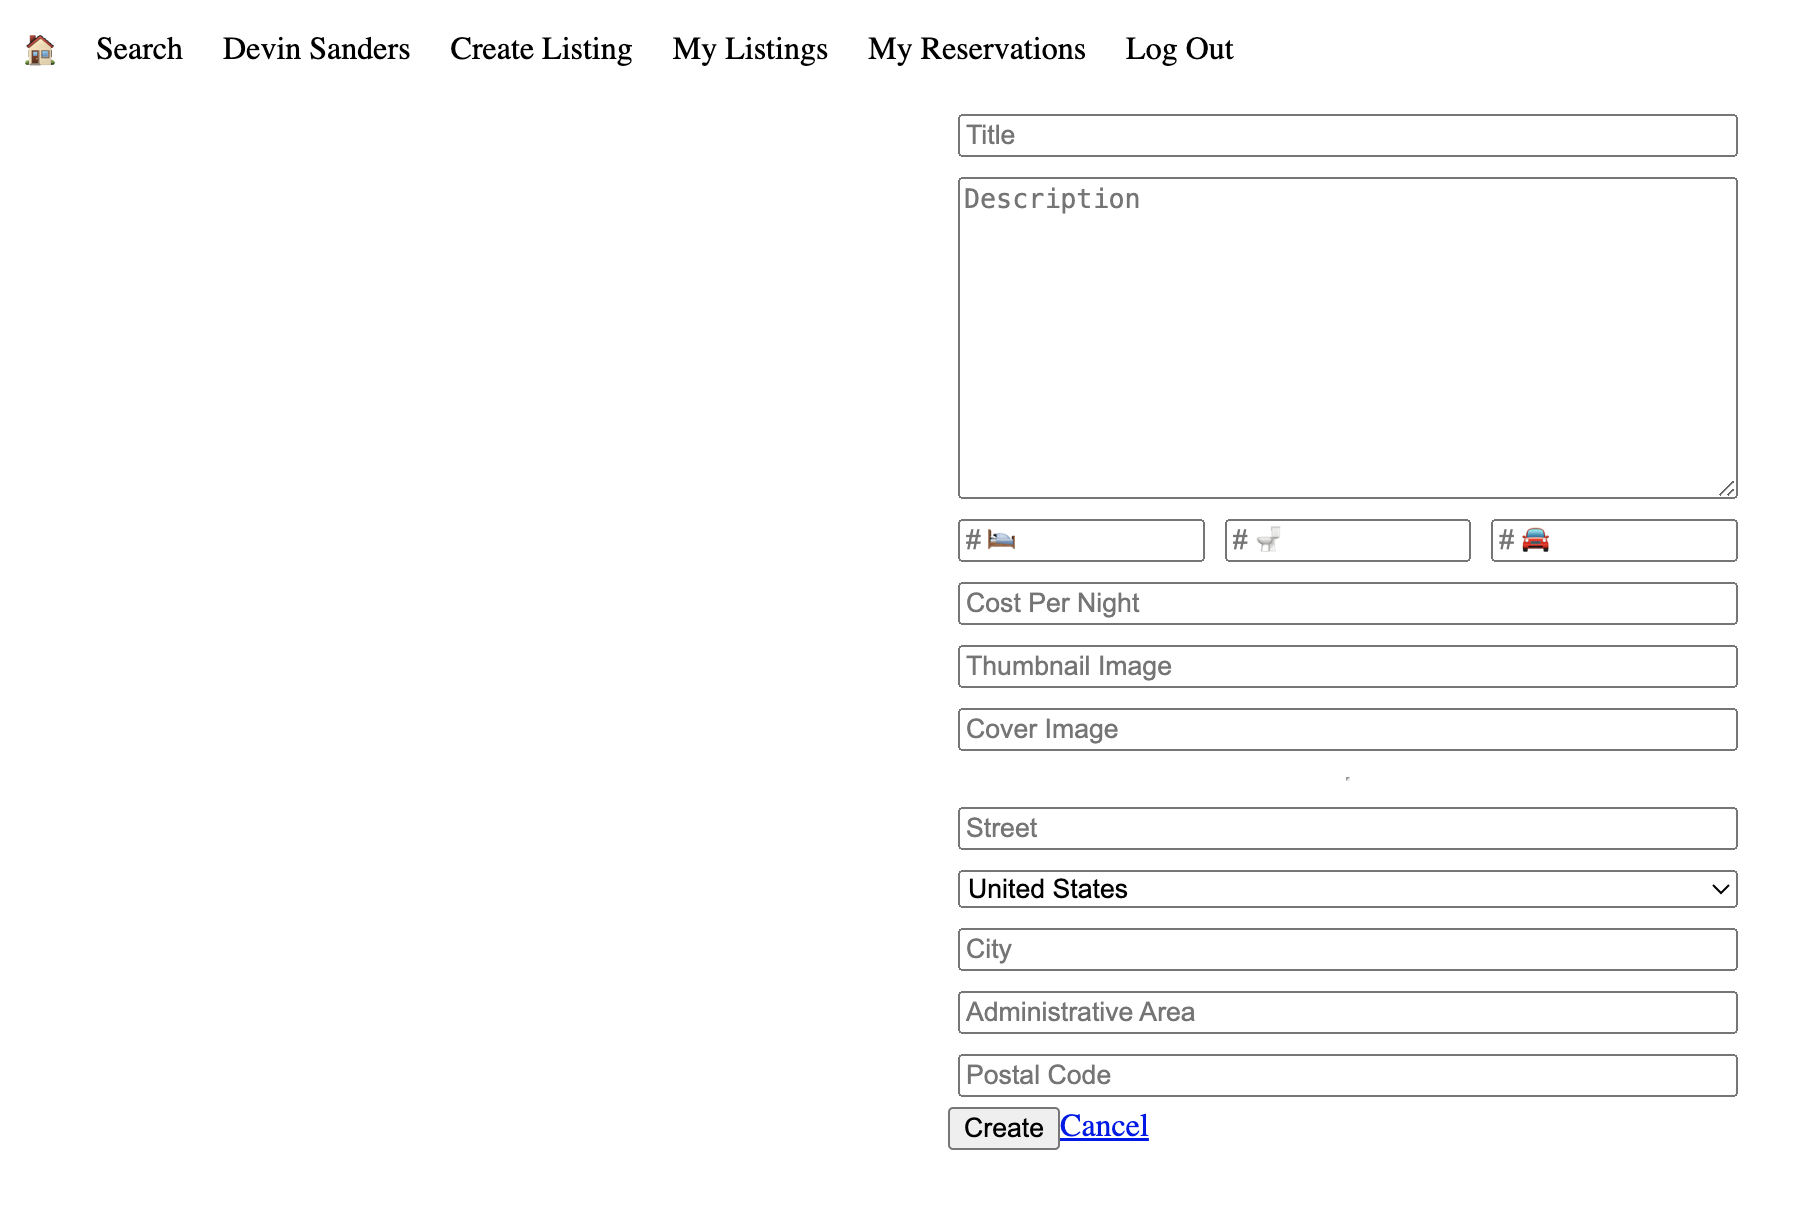 🏠 Search Devin Sanders Create Listing My Listings My Reservations Log Out
Title
Description
# 🛏️ # 🚽 # 🚘
Cost Per Night
Thumbnail Image
Cover Image
Street
United States
City
Administrative Area
Postal Code
Create Cancel